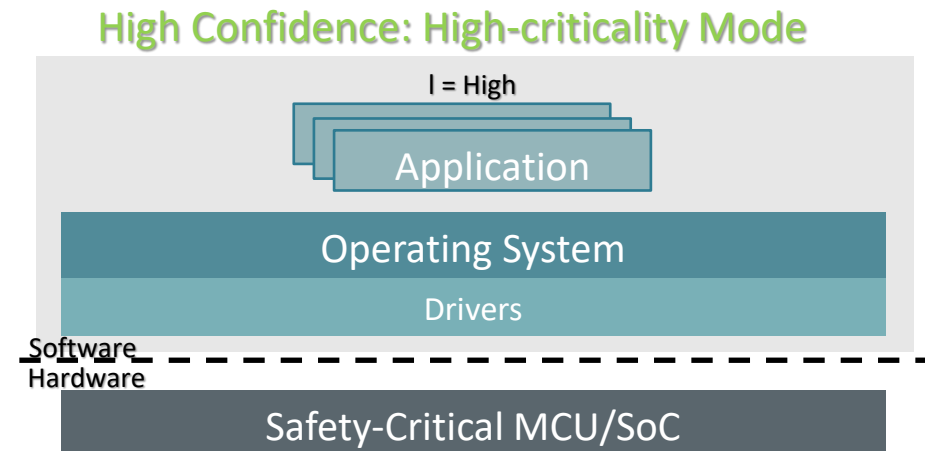 High Confidence: High-criticality Mode
l = High
Application
Operating System
Drivers
Software
Hardware
Safety-Critical MCU/SoC